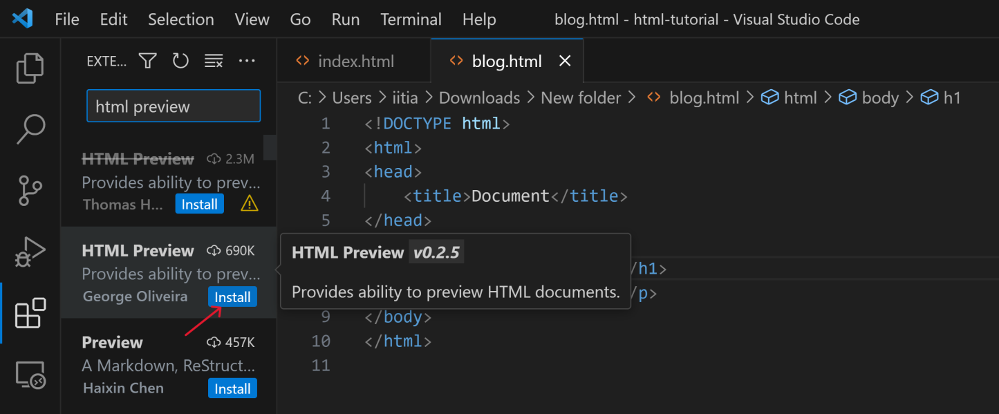 File Edit Selection View Go Run Terminal Help blog.html - html-tutorial - Visual Studio Code
EXTE...
index.html
blog.html
html preview
C: > Users > iitia > Downloads > New folder > blog.html > html > body > h1
HTML Preview 2.3M
Provides ability to prev...
Thomas H... Install
HTML Preview 690K
Provides ability to prev...
George Oliveira Install
Preview 457K
A Markdown, ReStruct...
Haixin Chen Install
1 <!DOCTYPE html>
2 <html>
3 <head>
4 <title>Document</title>
5 </head>
HTML Preview v0.2.5
Provides ability to preview HTML documents.
/h1>
/p>
9 </body>
10 </html>
11